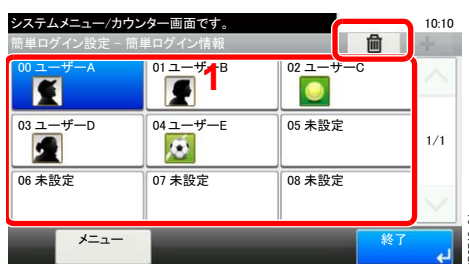 システムメニュー/カウンター画面です。
10:10
簡単ログイン設定 - 簡単ログイン情報
1
00 ユーザーA
01 ユーザーB
02 ユーザーC
03 ユーザーD
04 ユーザーE
05 未設定
1/1
06 未設定
07 未設定
08 未設定
メニュー
終了